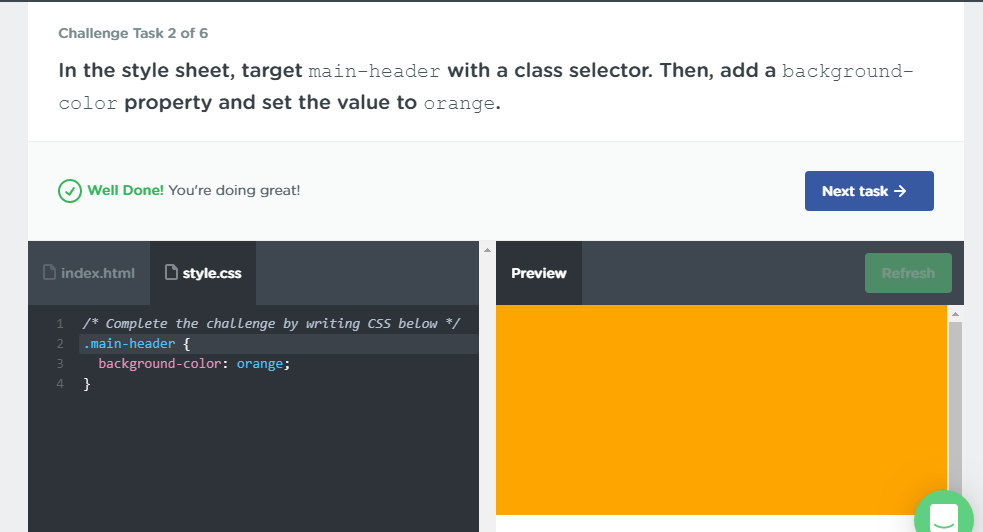 Challenge Task 2 of 6
In the style sheet, target main-header with a class selector. Then, add a background-
color property and set the value to orange.
Well Done! You're doing great!
Next task →
index.html
style.css
Preview
Refresh
1 /* Complete the challenge by writing CSS below */
2 .main-header {
3 background-color: orange;
4 }